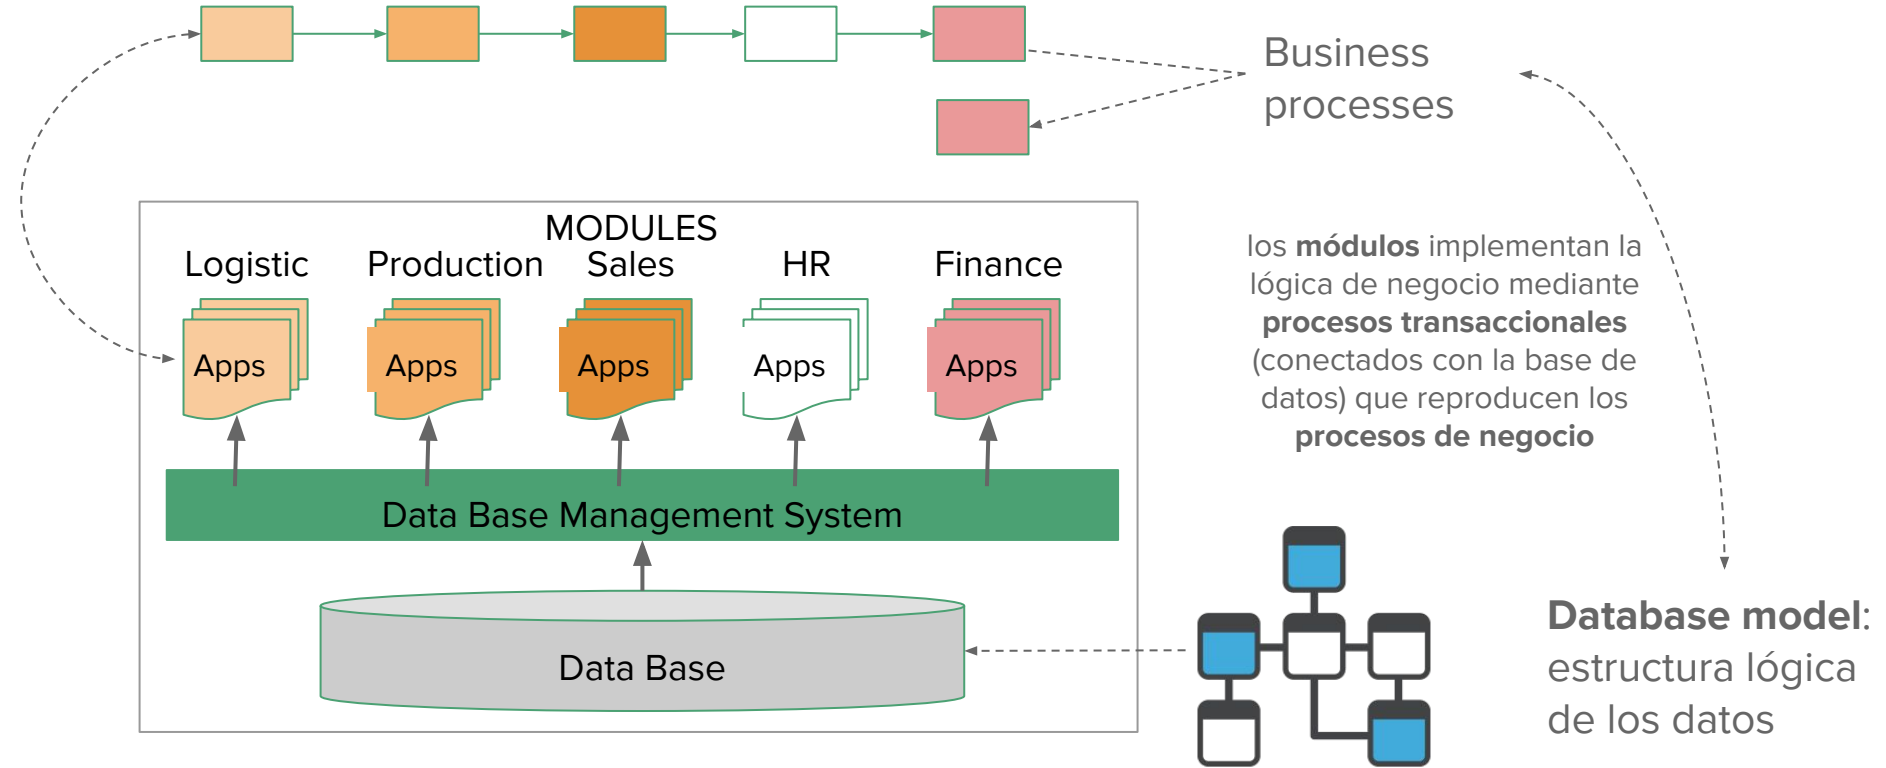 Business
processes
MODULES
Logistic
Production
Sales
HR
Finance
Apps
Apps
Apps
Apps
Apps
Data Base Management System
Data Base
los módulos implementan la
lógica de negocio mediante
procesos transaccionales
(conectados con la base de
datos) que reproducen los
procesos de negocio
Database model:
estructura lógica
de los datos